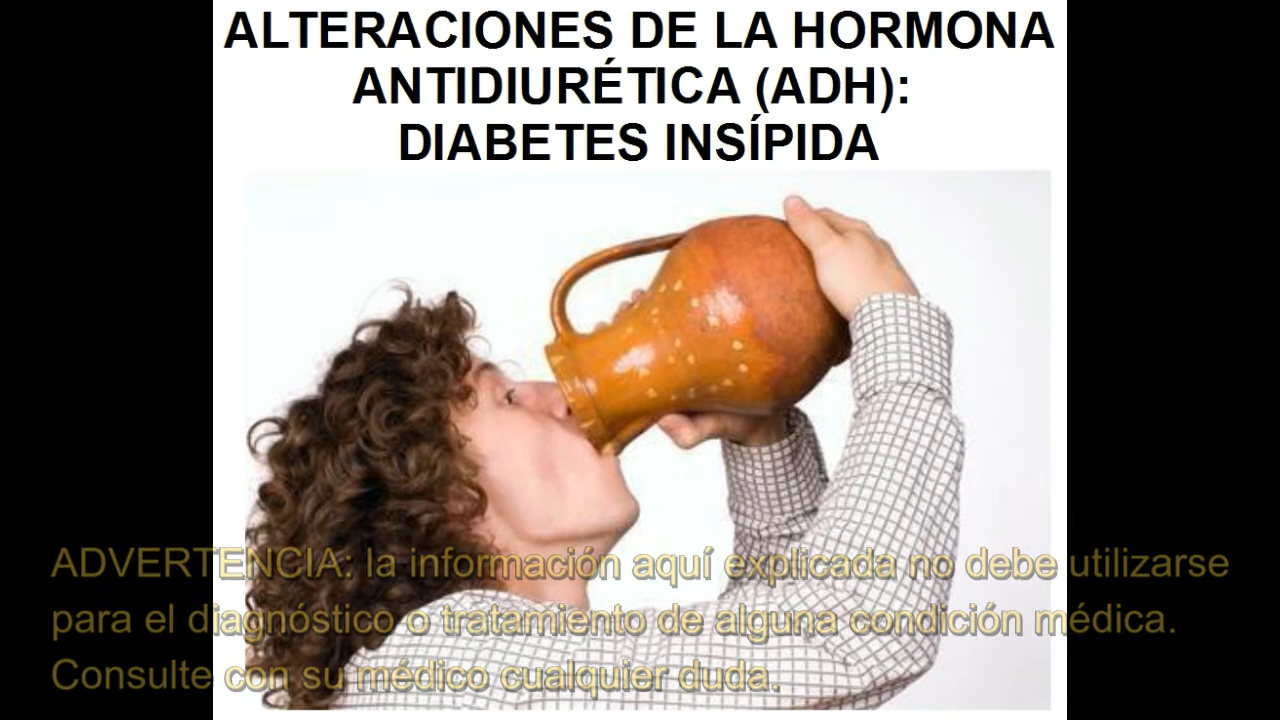 ALTERACIONES DE LA HORMONA
ANTIDIURÉTICA (ADH):
DIABETES INSÍPIDA
ADVERTENCIA: la información aquí explicada no debe utilizarse
para el diagnóstico o tratamiento de alguna condición médica.
Consulte con su médico cualquier duda.